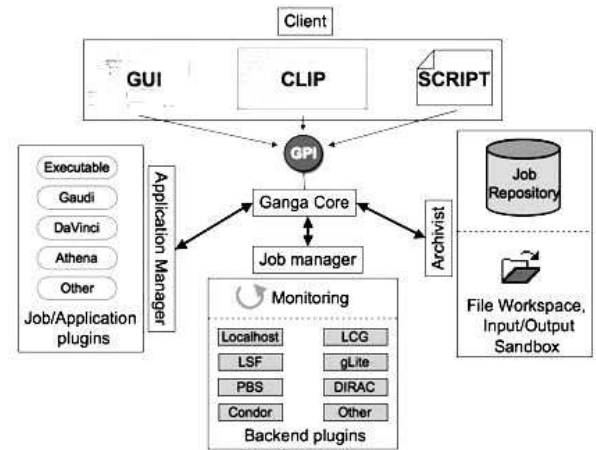 Client
GUI
CLIP
SCRIPT
GPI
Ganga Core
Application Manager
Executable
Gaudi
DaVinci
Athena
Other
Job/Application
plugins
Job manager
Monitoring
Localhost
LCG
LSF
gLite
PBS
DIRAC
Condor
Other
Backend plugins
Archivist
Job
Repository
File Workspace,
Input/Output
Sandbox